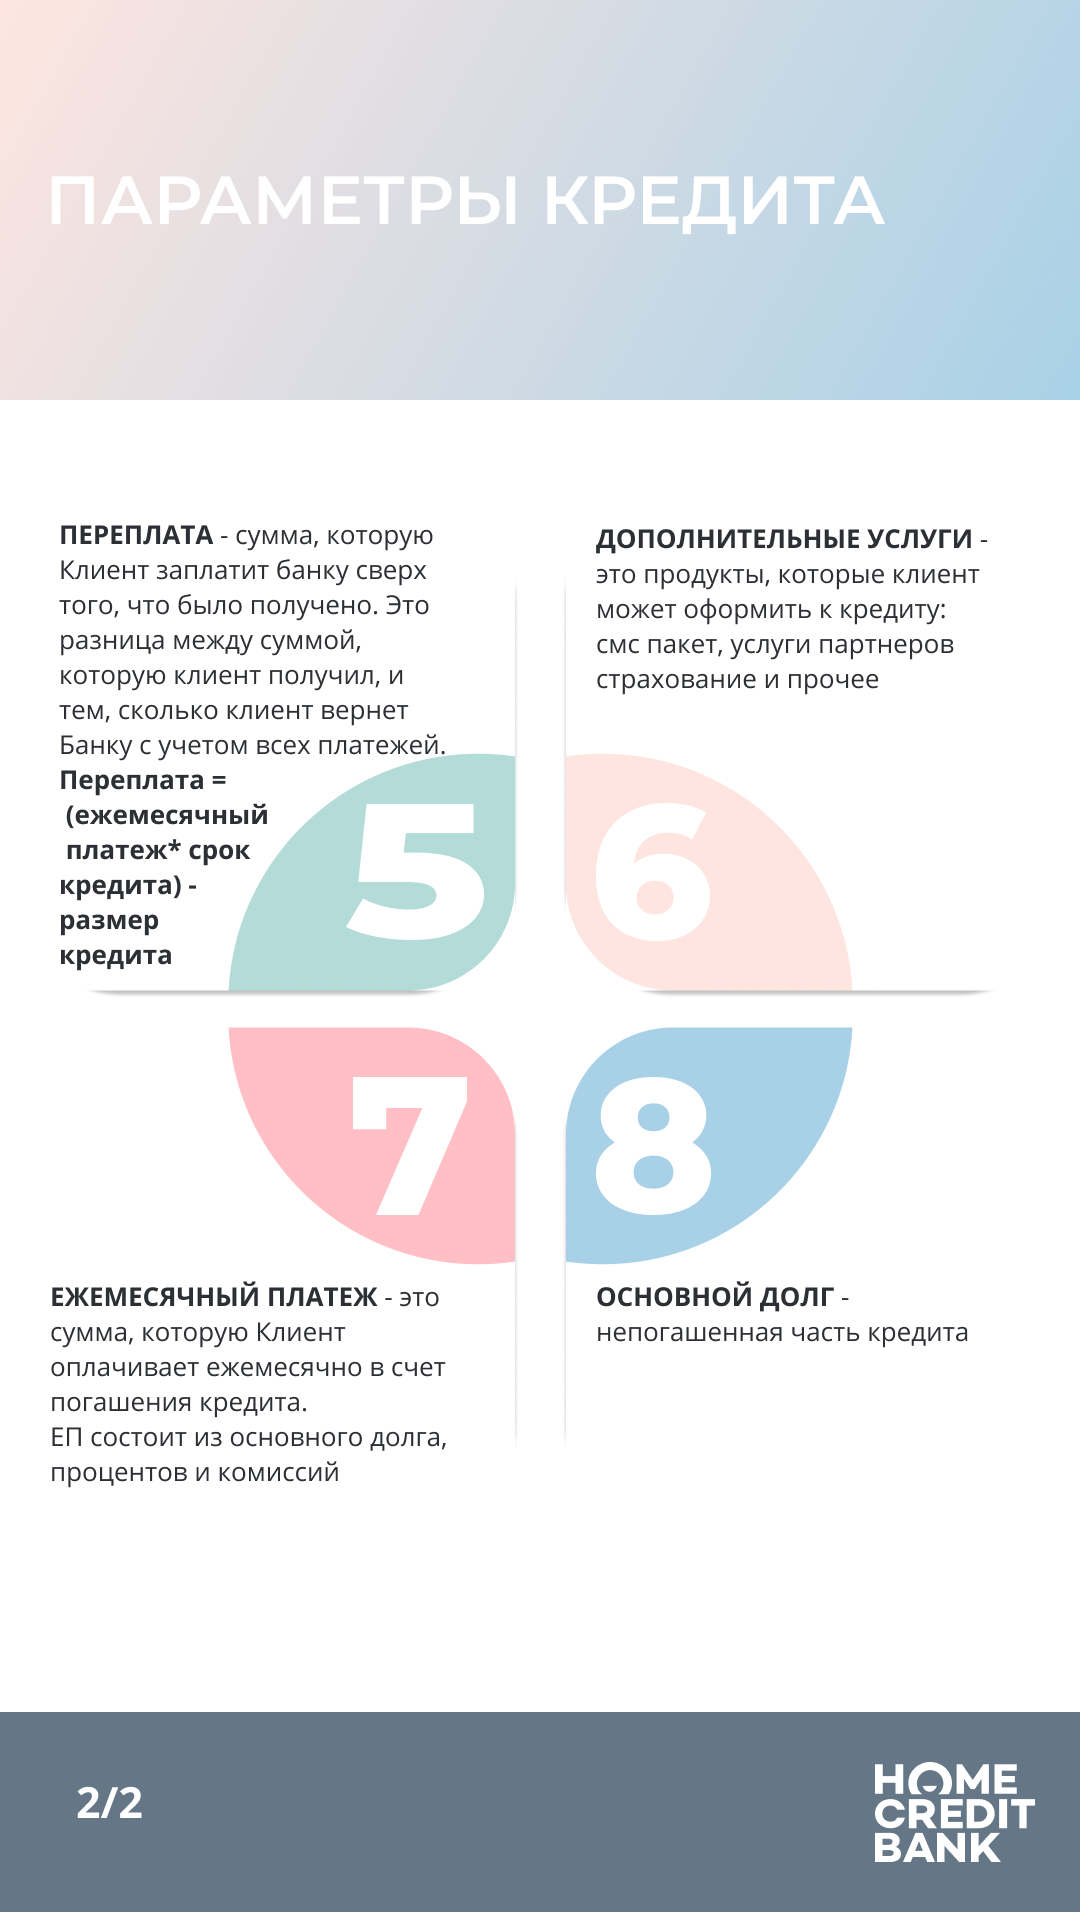 ПАРАМЕТРЫ КРЕДИТА
ПЕРЕПЛАТА - сумма, которую
Клиент заплатит банку сверх
того, что было получено. Это
разница между суммой,
которую клиент получил, и
тем, сколько клиент вернет
Банку с учетом всех платежей.
Переплата =
(ежемесячный
платеж* срок
кредита) -
размер
кредита
5
ДОПОЛНИТЕЛЬНЫЕ УСЛУГИ -
это продукты, которые клиент
может оформить к кредиту:
смс пакет, услуги партнеров
страхование и прочее
6
7
ЕЖЕМЕСЯЧНЫЙ ПЛАТЕЖ - это
сумма, которую Клиент
оплачивает ежемесячно в счет
погашения кредита.
ЕП состоит из основного долга,
процентов и комиссий
8
ОСНОВНОЙ ДОЛГ -
непогашенная часть кредита
2/2
HOME
CREDIT
BANK